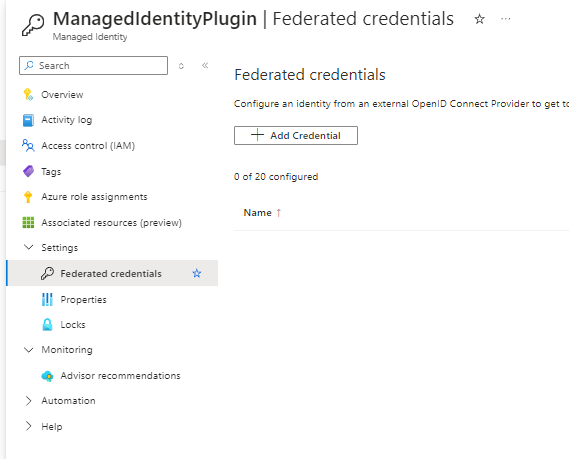 ManagedIdentityPlugin | Federated credentials ☆ ...
Managed Identity
Search
Overview
Activity log
Access control (IAM)
Tags
Azure role assignments
Associated resources (preview)
Settings
Federated credentials
Properties
Locks
Monitoring
Advisor recommendations
Automation
Help
Federated credentials
Configure an identity from an external OpenID Connect Provider to get to
+ Add Credential
0 of 20 configured
Name ↑